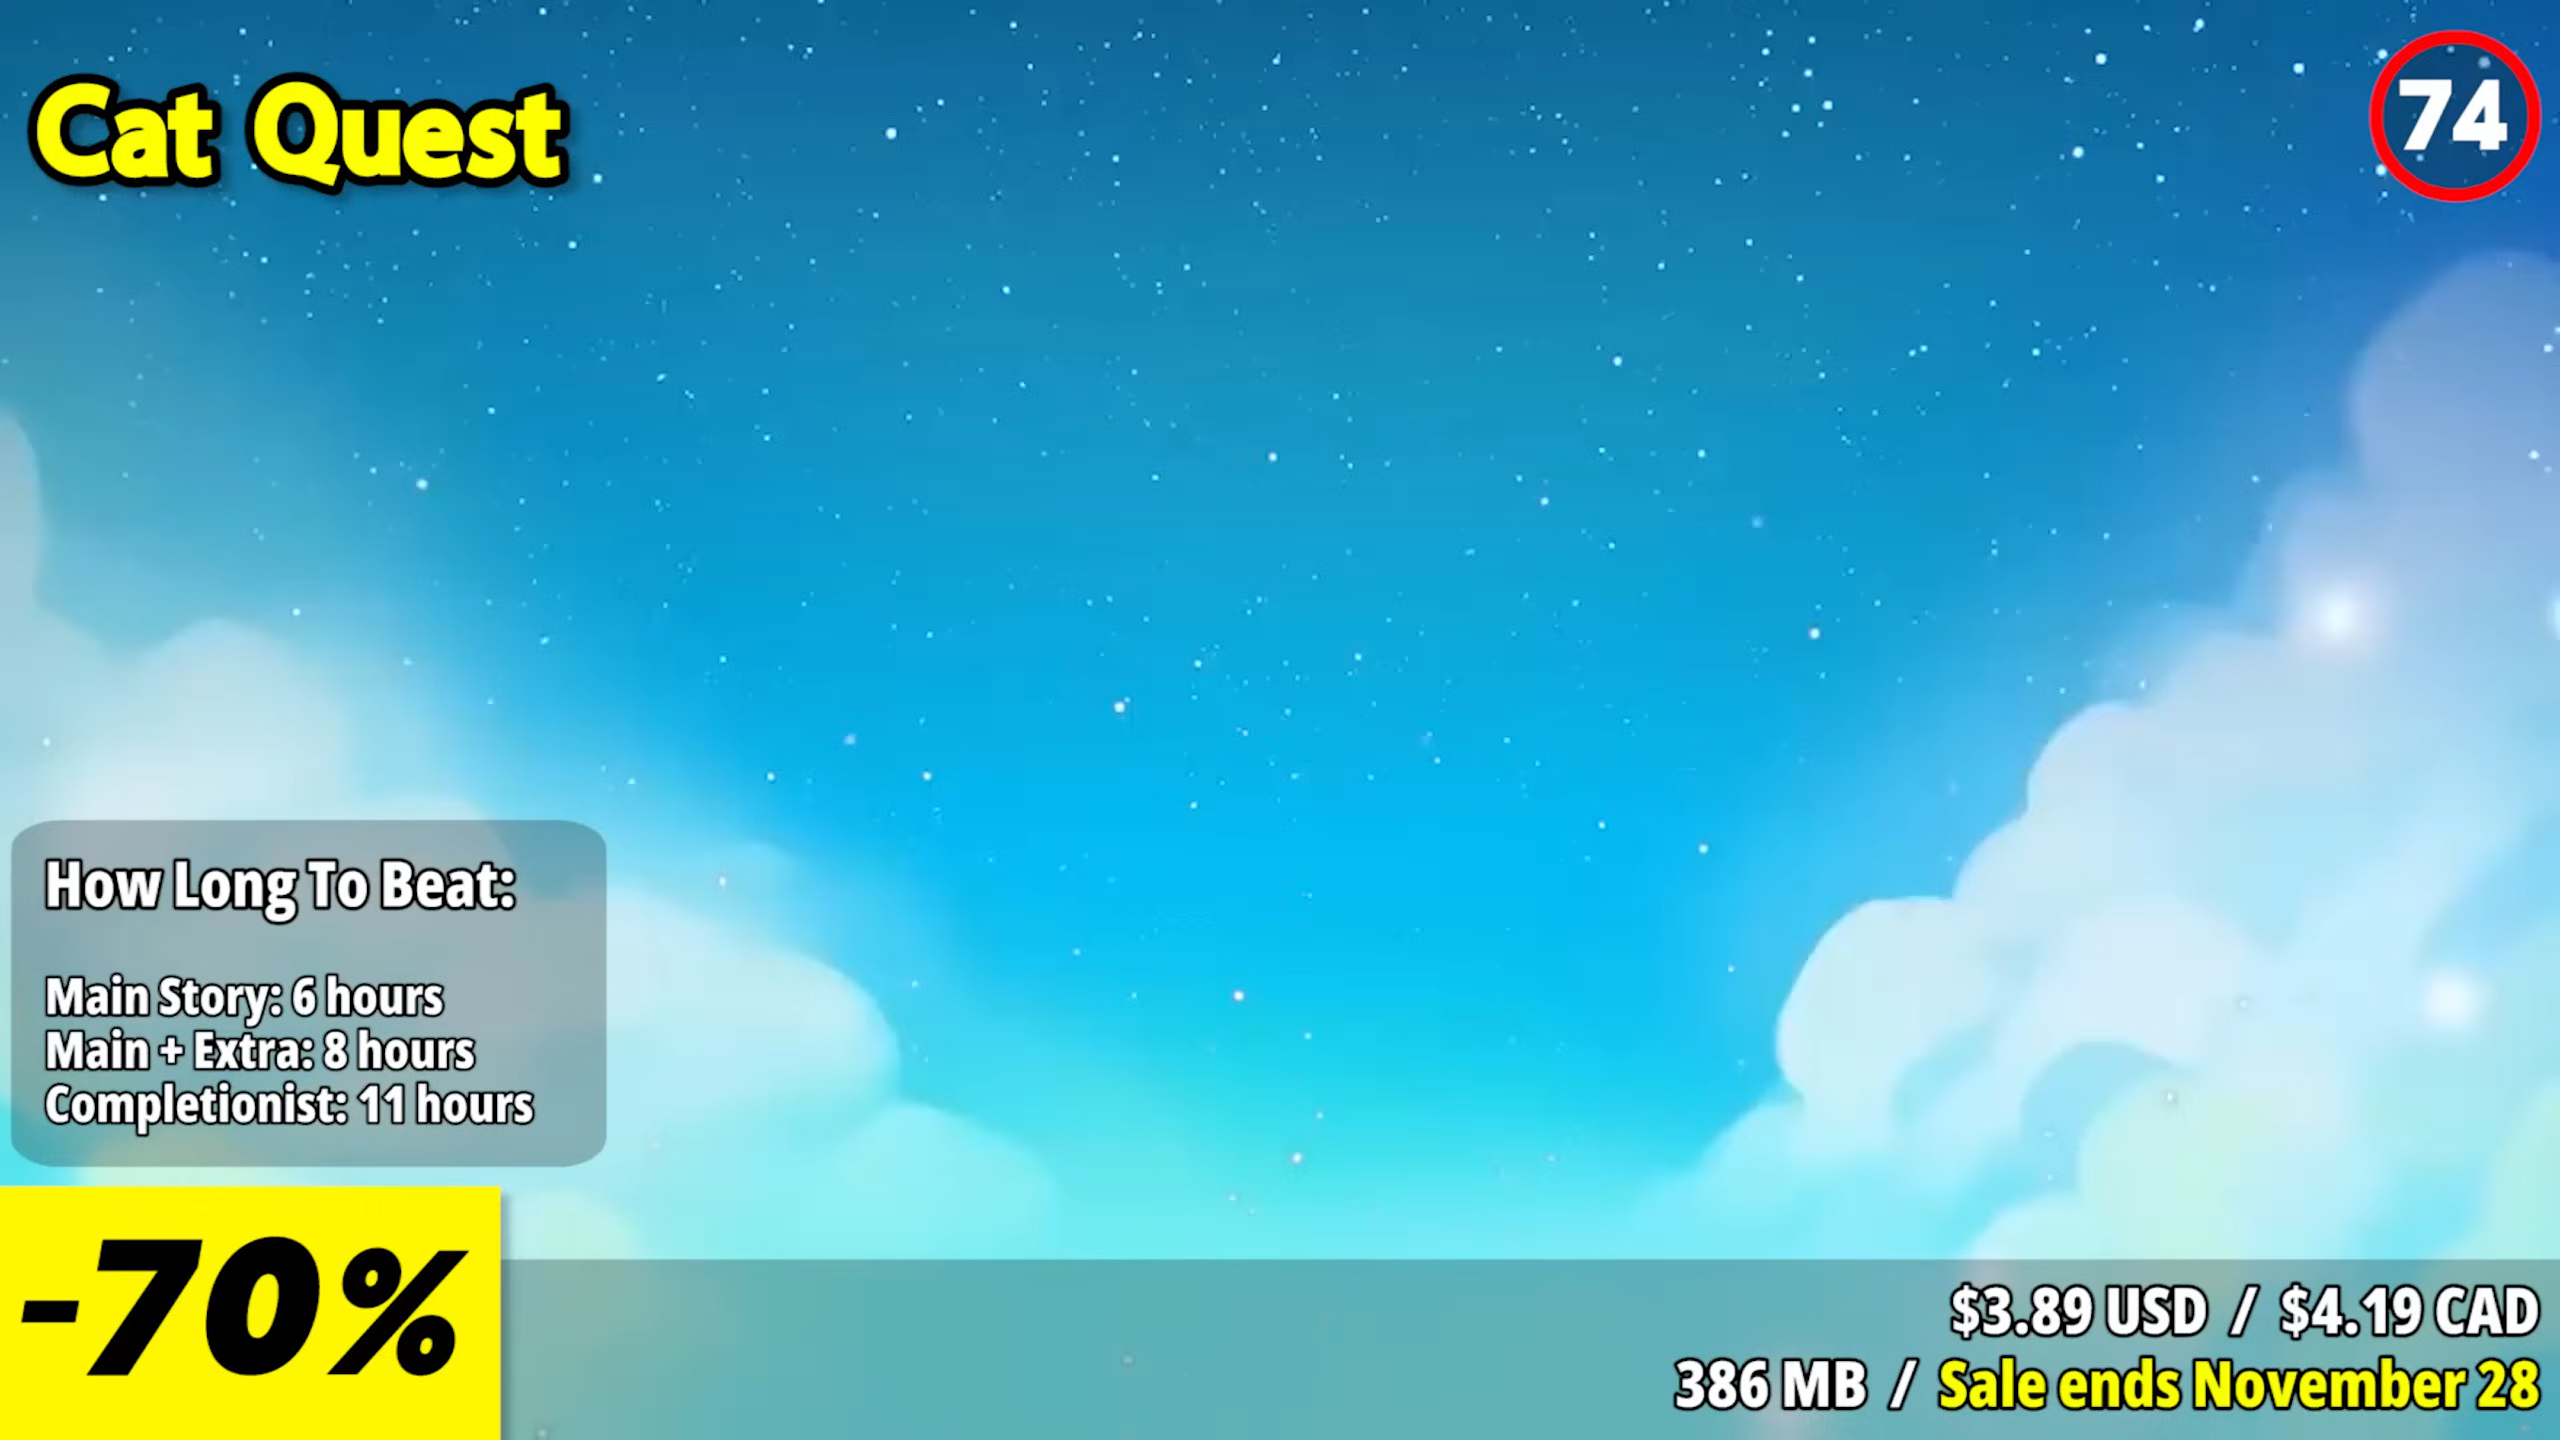 Cat Quest
74
How Long To Beat:
Main Story: 6 hours
Main + Extra: 8 hours
Completionist: 11 hours
-70%
$3.89 USD / $4.19 CAD
386 MB / Sale ends November 28